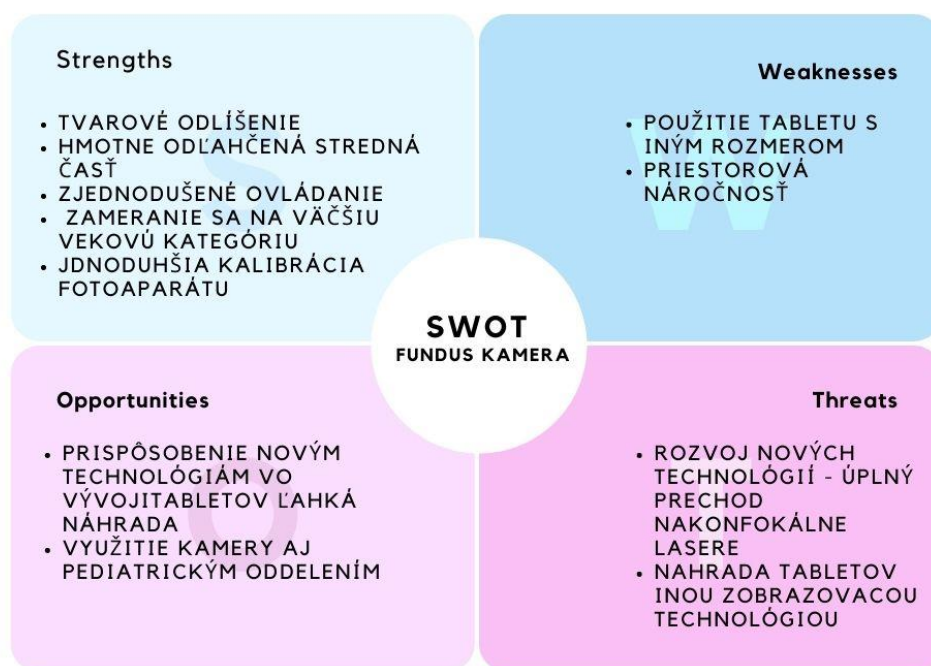 Strengths
• TVAROVÉ ODLÍŠENIE
• HMOTNE ODĽAHČENÁ STREDNÁ
ČASŤ
• ZJEDNODUŠENÉ OVLÁDANIE
• ZAMERANIE SA NA VÄČŠIU
VEKOVÚ KATEGÓRIU
• JDNODUHŠIA KALIBRÁCIA
FOTOAPARÁTU
Weaknesses
• POUŽITIE TABLETU S
INÝM ROZMEROM
• PRIESTOROVÁ
NÁROČNOSŤ
SWOT
FUNDUS KAMERA
Opportunities
• PRISPÔSOBENIE NOVÝM
TECHNOLÓGIÁM VO
VÝVOJITABLETOV ĽAHKÁ
NÁHRADA
• VYUŽITIE KAMERY AJ
PEDIATRICKÝM ODDELENÍM
Threats
• ROZVOJ NOVÝCH
TECHNOLÓGIÍ - ÚPLNÝ
PRECHOD
NAKONFOKÁLNE
LASERE
• NAHRADA TABLETOV
INOU ZOBRAZOVACOU
TECHNOLÓGIOU
S
W
O
T